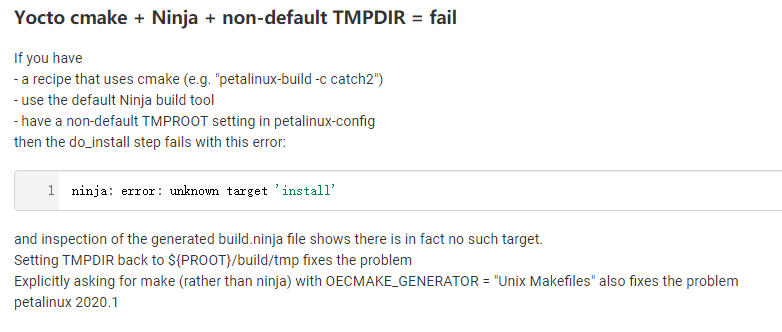 Yocto cmake + Ninja + non-default TMPDIR = fail
If you have
- a recipe that uses cmake (e.g. "petalinux-build -c catch2")
- use the default Ninja build tool
- have a non-default TMPROOT setting in petalinux-config
then the do_install step fails with this error:
1 ninja: error: unknown target 'install'
and inspection of the generated build.ninja file shows there is in fact no such target.
Setting TMPDIR back to ${PROOT}/build/tmp fixes the problem
Explicitly asking for make (rather than ninja) with OECMAKE_GENERATOR = "Unix Makefiles" also fixes the problem
petalinux 2020.1